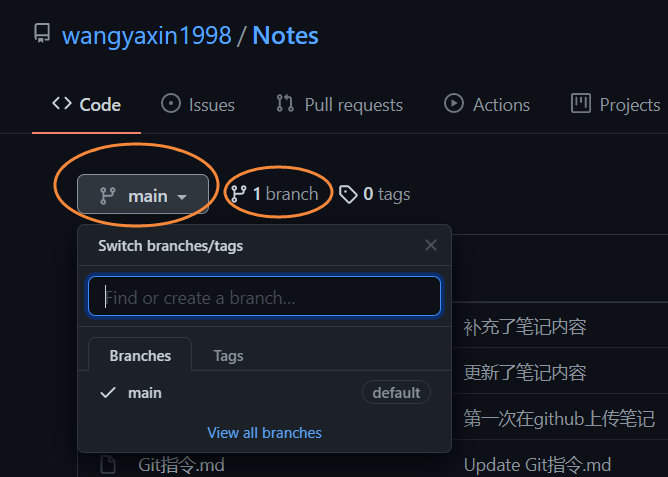 wangyaxin1998 / Notes
Code Issues Pull requests Actions Projects
main 1 branch 0 tags
Switch branches/tags
Find or create a branch...
补充了笔记内容
Branches Tags
更新了笔记内容
main default
第一次在github上传笔记
View all branches
Git指令.md Update Git指令.md